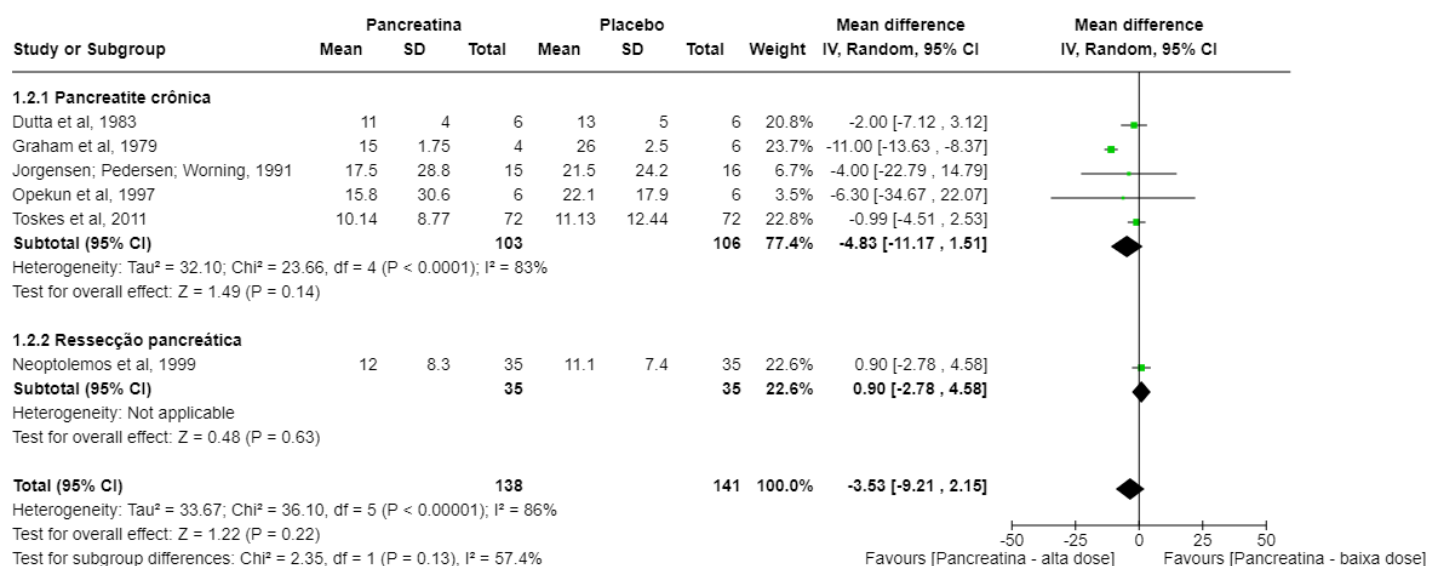 Pancreatina Placebo Mean difference Mean difference
Study or Subgroup Mean SD Total Mean SD Total Weight IV, Random, 95% CI IV, Random, 95% CI
1.2.1 Pancreatite crônica
Dutta et al, 1983 11 4 6 13 5 6 20.8% -2.00 [-7.12 , 3.12]
Graham et al, 1979 15 1.75 4 26 2.5 6 23.7% -11.00 [-13.63 , -8.37]
Jorgensen; Pedersen; Worning, 1991 17.5 28.8 15 21.5 24.2 16 6.7% -4.00 [-22.79 , 14.79]
Opekun et al, 1997 15.8 30.6 6 22.1 17.9 6 3.5% -6.30 [-34.67 , 22.07]
Toskes et al, 2011 10.14 8.77 72 11.13 12.44 72 22.8% -0.99 [-4.51 , 2.53]
Subtotal (95% CI) 103 106 77.4% -4.83 [-11.17 , 1.51]
Heterogeneity: Tau² = 32.10; Chi² = 23.66, df = 4 (P < 0.0001); I² = 83%
Test for overall effect: Z = 1.49 (P = 0.14)
1.2.2 Ressecção pancreática
Neoptolemos et al, 1999 12 8.3 35 11.1 7.4 35 22.6% 0.90 [-2.78 , 4.58]
Subtotal (95% CI) 35 35 22.6% 0.90 [-2.78 , 4.58]
Heterogeneity: Not applicable
Test for overall effect: Z = 0.48 (P = 0.63)
Total (95% CI) 138 141 100.0% -3.53 [-9.21 , 2.15]
Heterogeneity: Tau² = 33.67; Chi² = 36.10, df = 5 (P < 0.00001); I² = 86%
Test for overall effect: Z = 1.22 (P = 0.22)
-50 -25 0 25 50
Test for subgroup differences: Chi² = 2.35, df = 1 (P = 0.13), I² = 57.4% Favours [Pancreatina - alta dose] Favours [Pancreatina - baixa dose]